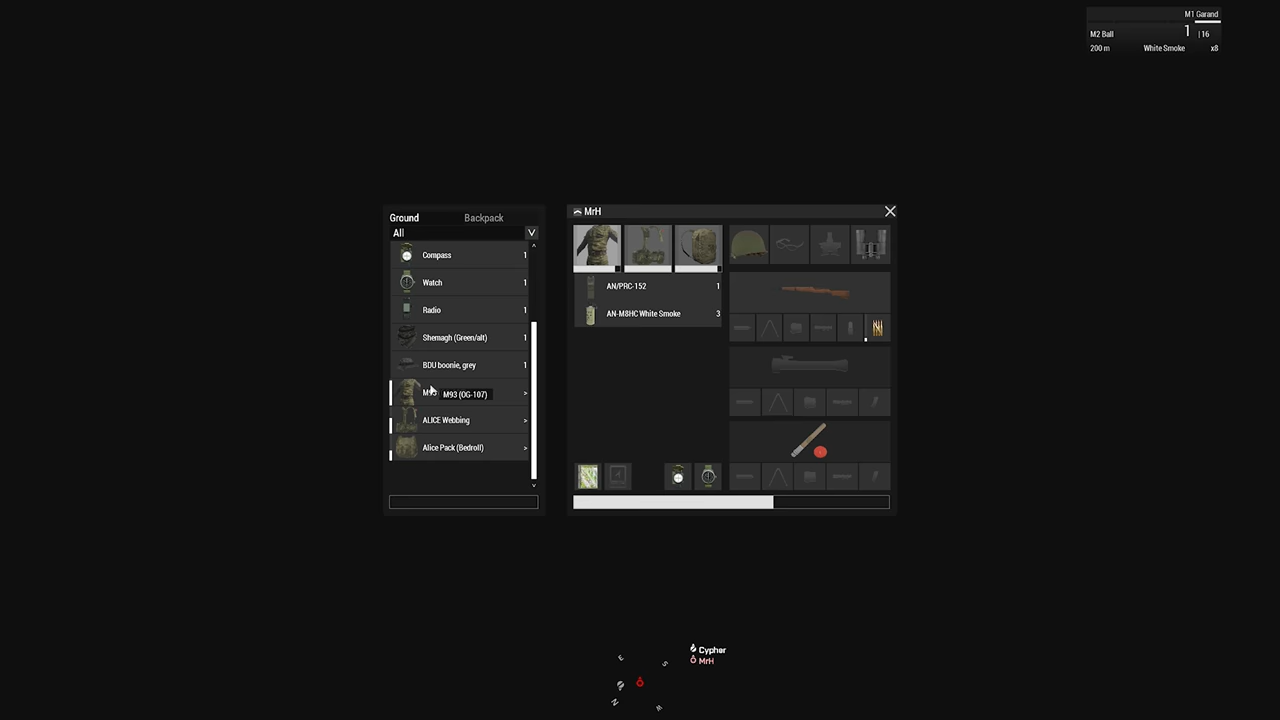 M1 Garand
M2 Ball 1 | 16
200 m White Smoke x8
Ground Backpack
All
Compass 1
Watch 1
Radio 1
Shemagh (Green/alt) 1
BDU boonie, grey 1
M93 (OG-107)
ALICE Webbing >
Alice Pack (Bedroll) >
MrH
AN/PRC-152 1
AN-M8HC White Smoke 3
Cypher
MrH
E
S
N
W